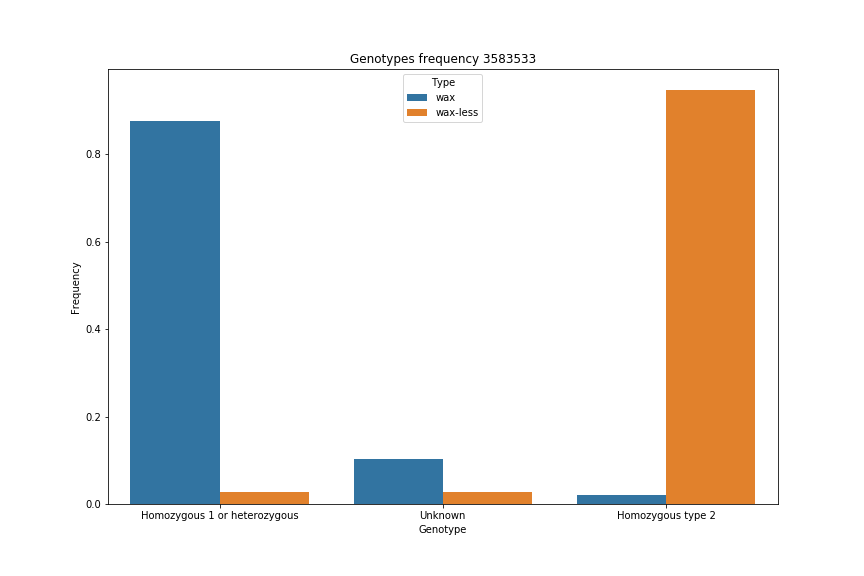 Genotypes frequency 3583533
Type
wax
wax-less
0.8
0.6
0.4
0.2
0.0
Frequency
Homozygous 1 or heterozygous
Unknown
Homozygous type 2
Genotype